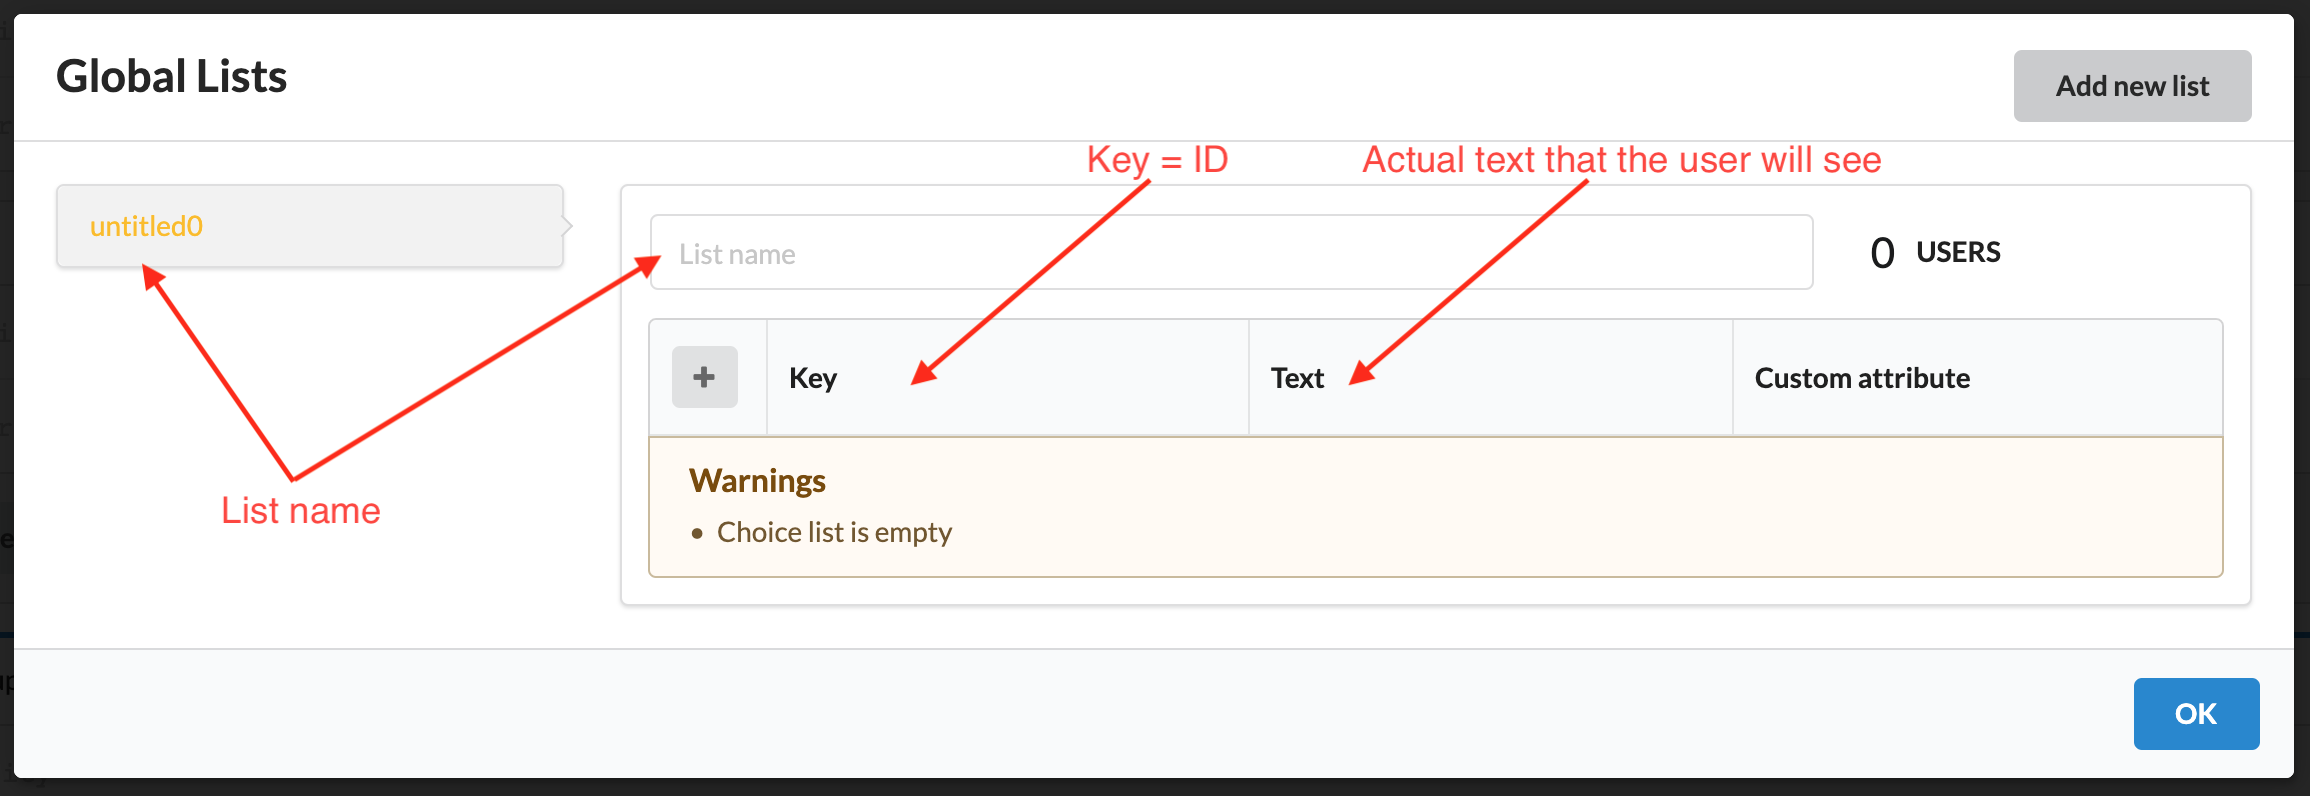 Global Lists
Add new list
Key = ID
Actual text that the user will see
untitled0
List name
0 USERS
Key
Text
Custom attribute
Warnings
• Choice list is empty
List name
OK